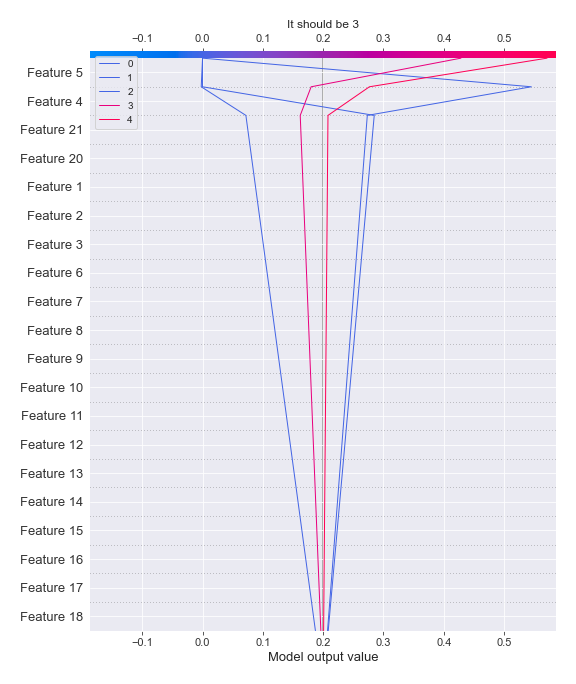 It should be 3
−0.1 0.0 0.1 0.2 0.3 0.4 0.5
0
1
2
3
4
Feature 5
Feature 4
Feature 21
Feature 20
Feature 1
Feature 2
Feature 3
Feature 6
Feature 7
Feature 8
Feature 9
Feature 10
Feature 11
Feature 12
Feature 13
Feature 14
Feature 15
Feature 16
Feature 17
Feature 18
−0.1 0.0 0.1 0.2 0.3 0.4 0.5
Model output value